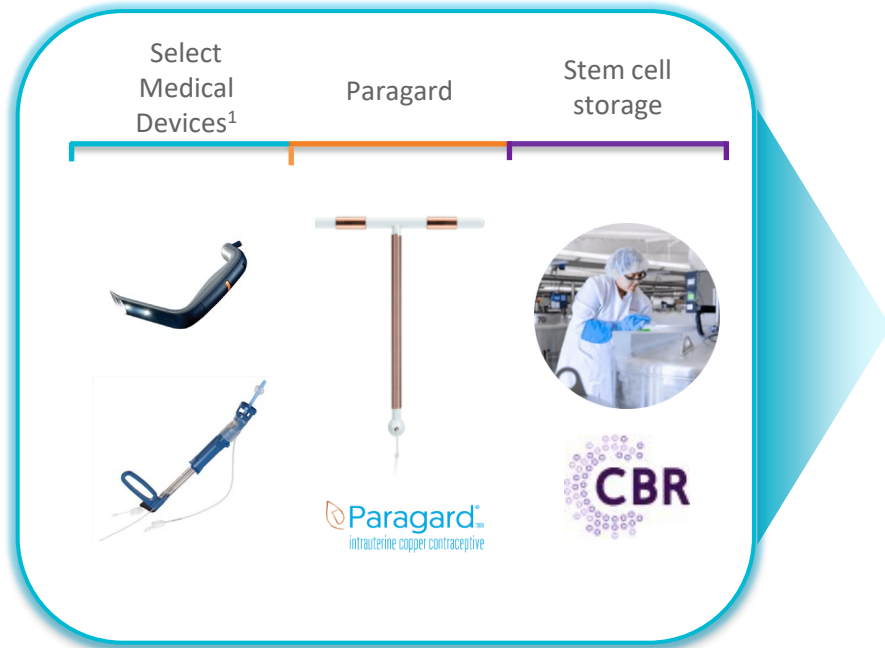 Select
Medical
Devices¹
Paragard
Stem cell
storage
Paragard®
intrauterine copper contraceptive
CBR